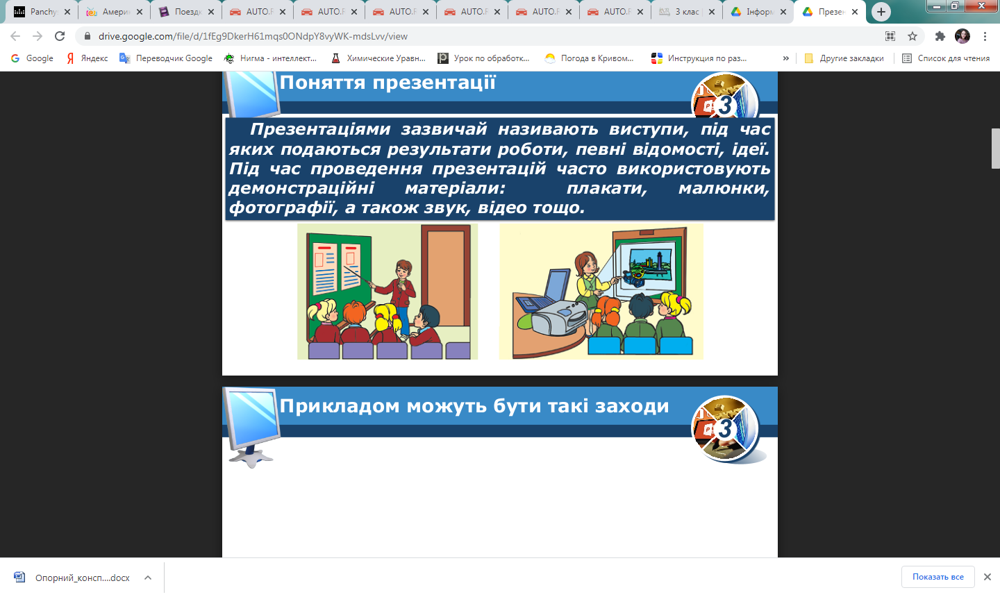 Panchy
Амери
Поездк
AUTO.F
AUTO.F
AUTO.F
AUTO.F
AUTO.F
AUTO.F
3 клас
Інформ
Презен
drive.google.com/file/d/1fEg9DkerH61mqs0ONdpY8vyWK-mdsLvv/view
Google
Яндекс
Переводчик Google
Нигма - интеллект...
Химические Уравн...
Урок по обработк...
Погода в Кривом...
Инструкция по раз...
»
Другие закладки
Список для чтения
Поняття презентації
3
Презентаціями зазвичай називають виступи, під час
яких подаються результати роботи, певні відомості, ідеї.
Під час проведення презентацій часто використовують
демонстраційні матеріали: плакати, малюнки,
фотографії, а також звук, відео тощо.
Прикладом можуть бути такі заходи
3
Опорний_консп....docx
Показать все